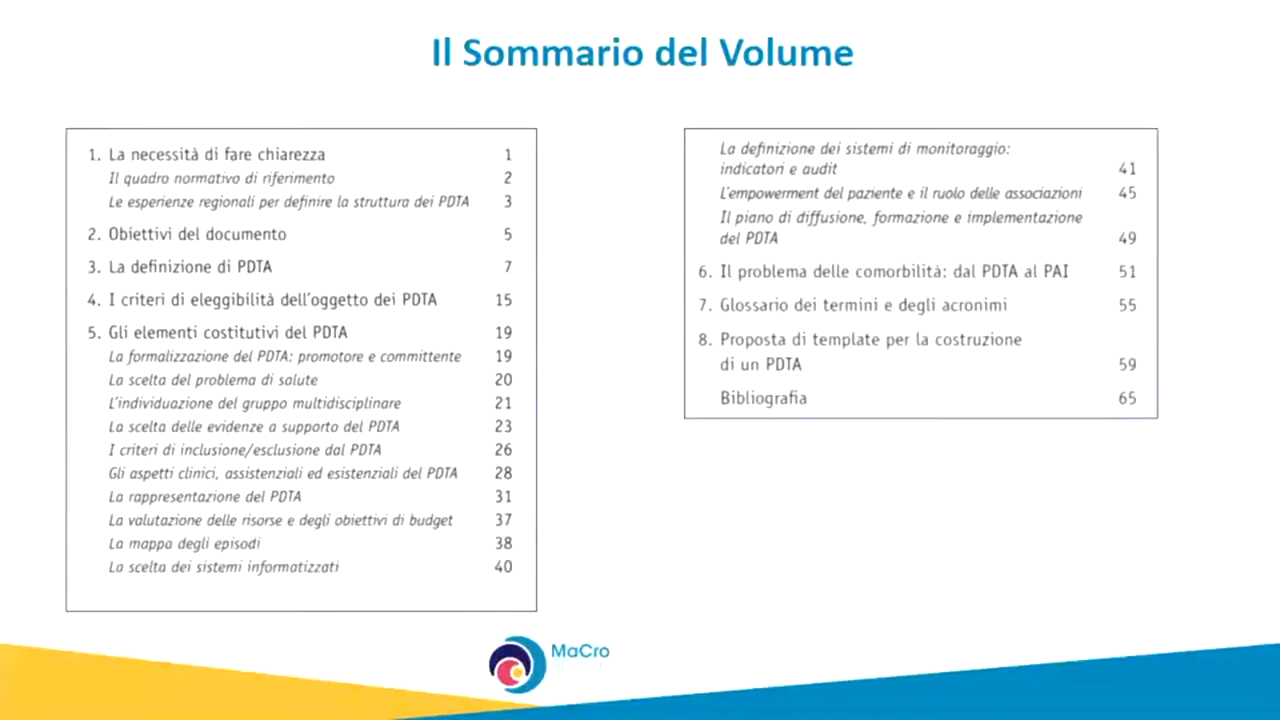 Il Sommario del Volume
1. La necessità di fare chiarezza 1
Il quadro normativo di riferimento 2
Le esperienze regionali per definire la struttura dei PDTA 3
2. Obiettivi del documento 5
3. La definizione di PDTA 7
4. I criteri di eleggibilità dell'oggetto dei PDTA 15
5. Gli elementi costitutivi del PDTA 19
La formalizzazione del PDTA: promotore e committente 19
La scelta del problema di salute 20
L'individuazione del gruppo multidisciplinare 21
La scelta delle evidenze a supporto del PDTA 23
I criteri di inclusione/esclusione dal PDTA 26
Gli aspetti clinici, assistenziali ed esistenziali del PDTA 28
La rappresentazione del PDTA 31
La valutazione delle risorse e degli obiettivi di budget 37
La mappa degli episodi 38
La scelta dei sistemi informatizzati 40
La definizione dei sistemi di monitoraggio:
indicatori e audit 41
L'empowerment del paziente e il ruolo delle associazioni 45
Il piano di diffusione, formazione e implementazione
del PDTA 49
6. Il problema delle comorbilità: dal PDTA al PAI 51
7. Glossario dei termini e degli acronimi 55
8. Proposta di template per la costruzione
di un PDTA 59
Bibliografia 65
MaCro